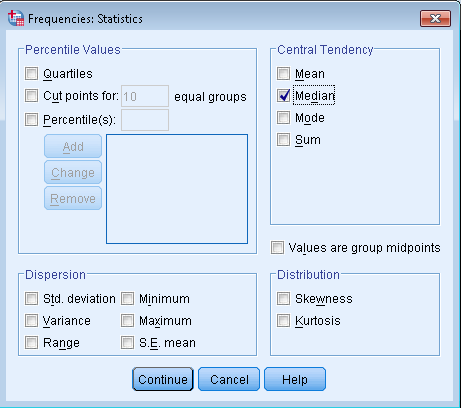 Frequencies: Statistics
Percentile Values
Quartiles
Cut points for: 10 equal groups
Percentile(s):
Add
Change
Remove
Central Tendency
Mean
Median
Mode
Sum
Values are group midpoints
Dispersion
Std. deviation Minimum
Variance Maximum
Range S.E. mean
Distribution
Skewness
Kurtosis
Continue Cancel Help